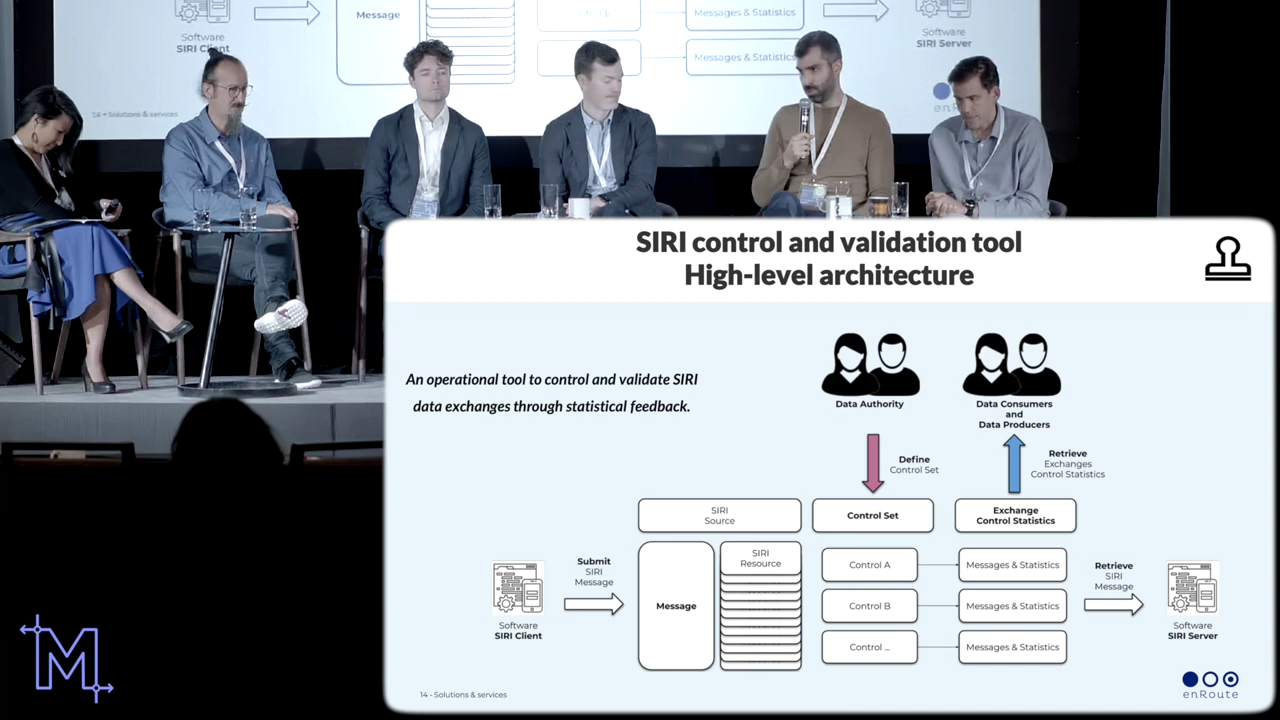 Software
SIRI Client
Message
Messages & Statistics
Messages & Statistics
Software
SIRI Server
14 • Solutions & services
SIRI control and validation tool
High-level architecture
An operational tool to control and validate SIRI
data exchanges through statistical feedback.
Data Authority
Data Consumers
and
Data Producers
Define
Control Set
Retrieve
Exchanges
Control Statistics
SIRI
Source
Control Set
Exchange
Control Statistics
Submit
SIRI
Message
Message
SIRI
Resource
Control A
Messages & Statistics
Control B
Messages & Statistics
Control ...
Messages & Statistics
Retrieve
SIRI
Message
Software
SIRI Client
Software
SIRI Server
14 • Solutions & services
enRoute
M